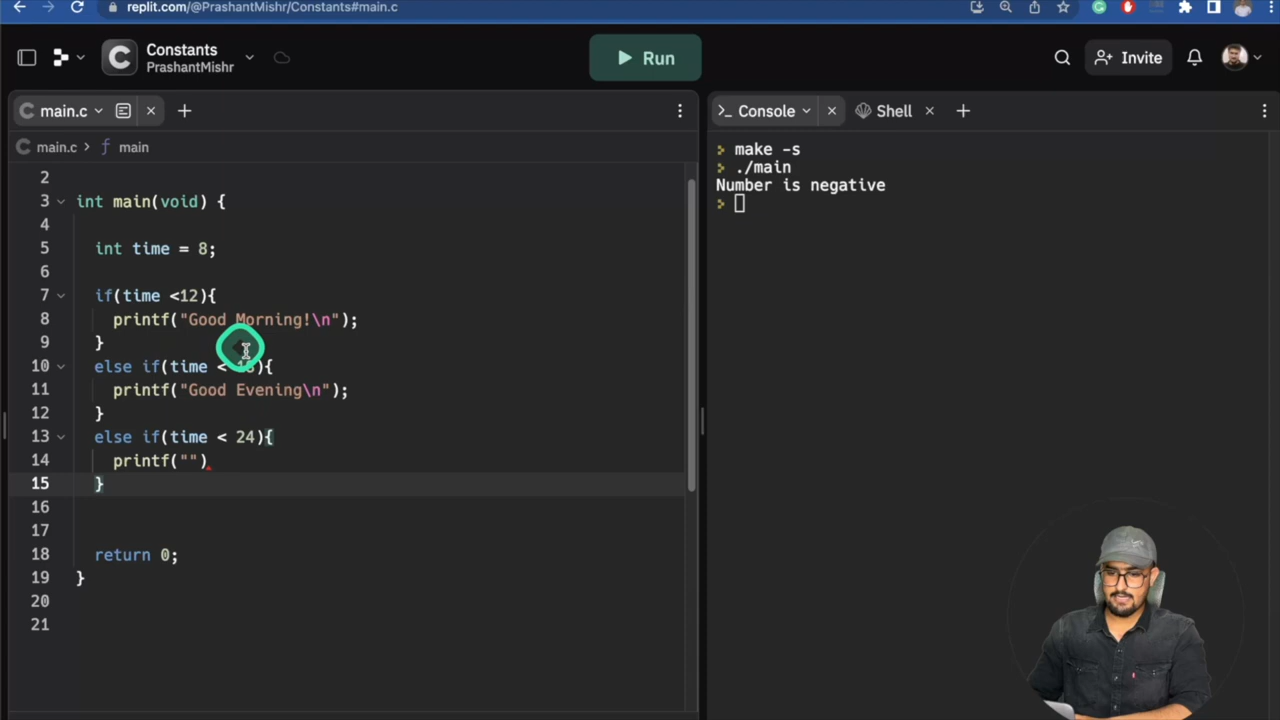 replit.com/@PrashantMishr/Constants#main.c
Constants
PrashantMishr
Run
Invite
main.c
Console
Shell
main.c > main
make -s
./main
Number is negative
2
3 int main(void) {
4
5 int time = 8;
6
7 if(time <12){
8 printf("Good Morning!\n");
9 }
10 else if(time < ){
11 printf("Good Evening\n");
12 }
13 else if(time < 24){
14 printf("")
15 }
16
17
18 return 0;
19 }
20
21